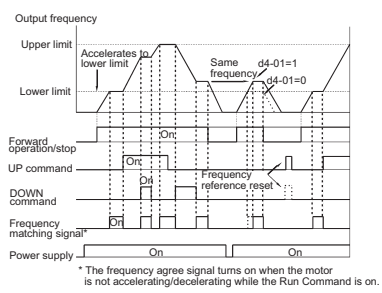 Output frequency
Upper limit
Accelerates to
lower limit
Same
frequency
d4-01=1
d4-01=0
Lower limit
Forward
operation/stop
On
UP command
On
Frequency
reference reset
DOWN
command
On
Frequency
matching signal*
On
Power supply
On
On
* The frequency agree signal turns on when the motor
is not accelerating/decelerating while the Run Command is on.